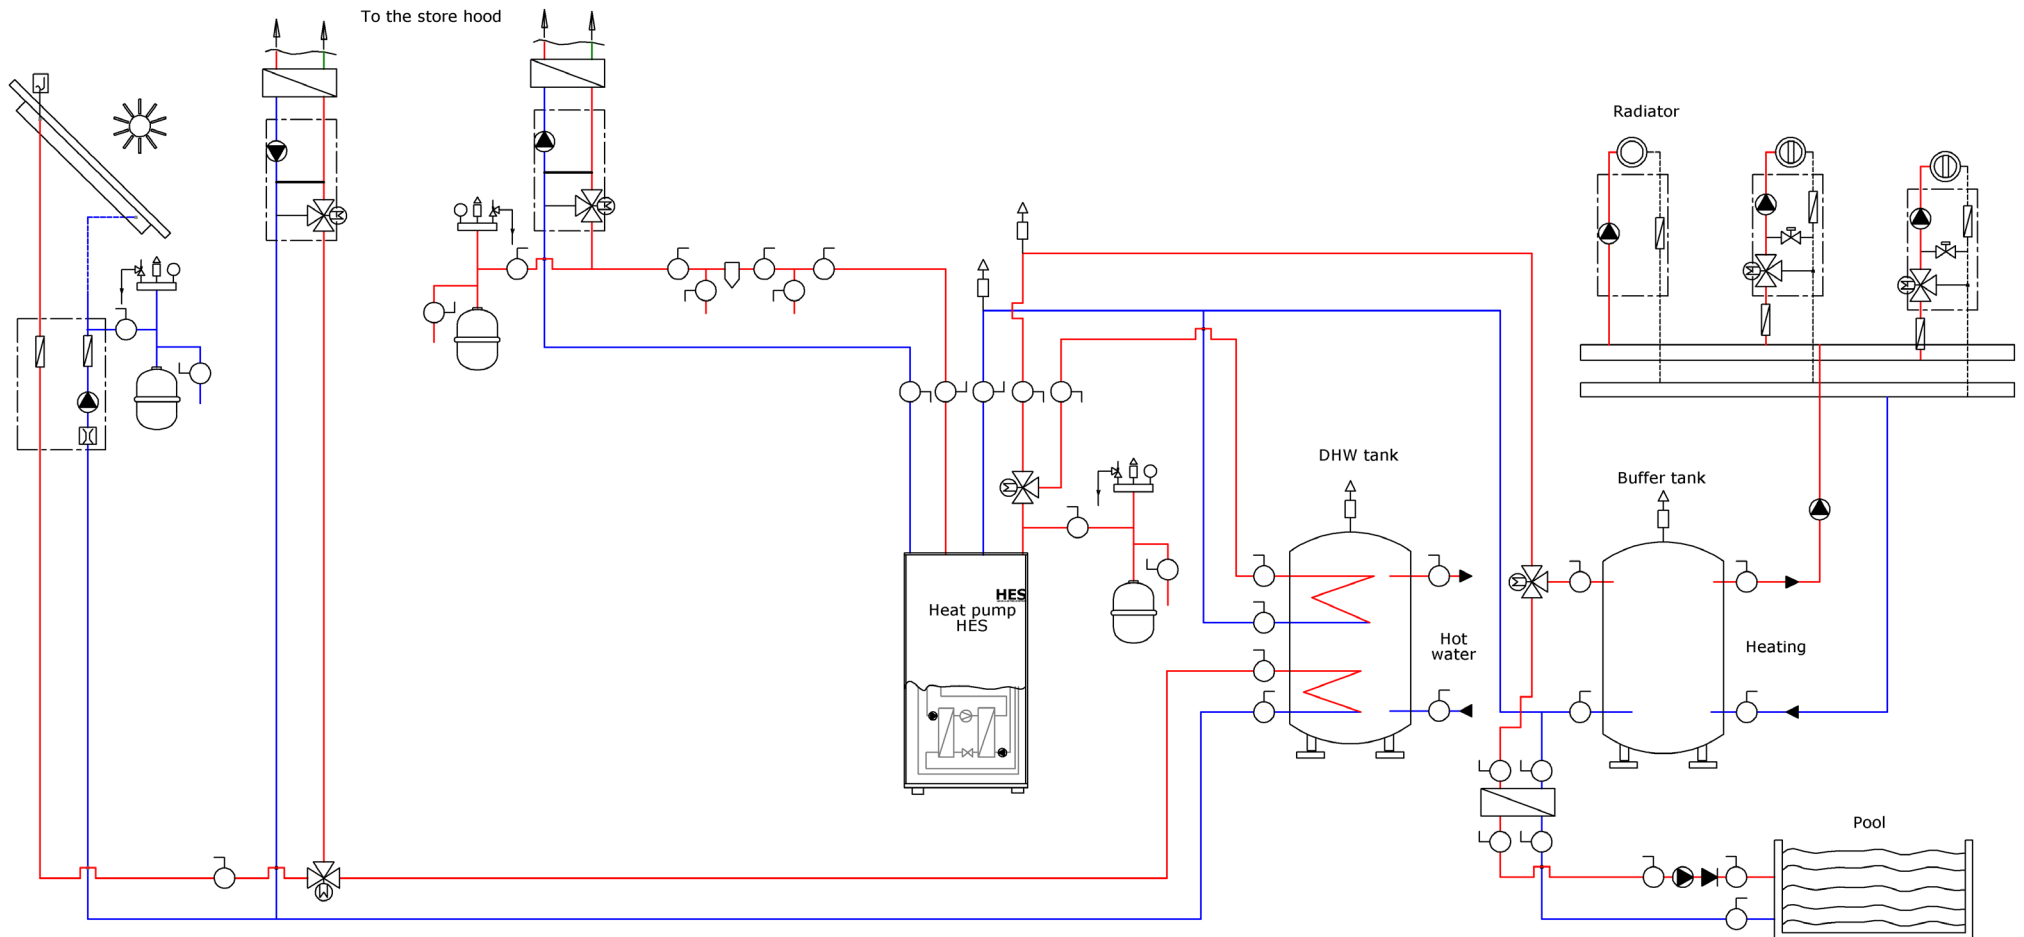 To the store hood
Radiator
DHW tank
Buffer tank
HES
Heat pump
HES
Hot
water
Heating
Pool